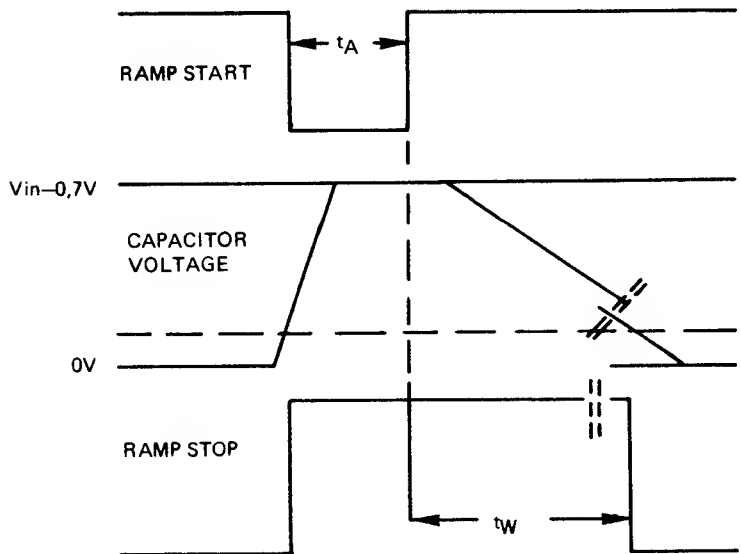 tA
RAMP START
Vin—0,7V
CAPACITOR
VOLTAGE
0V
RAMP STOP
tW